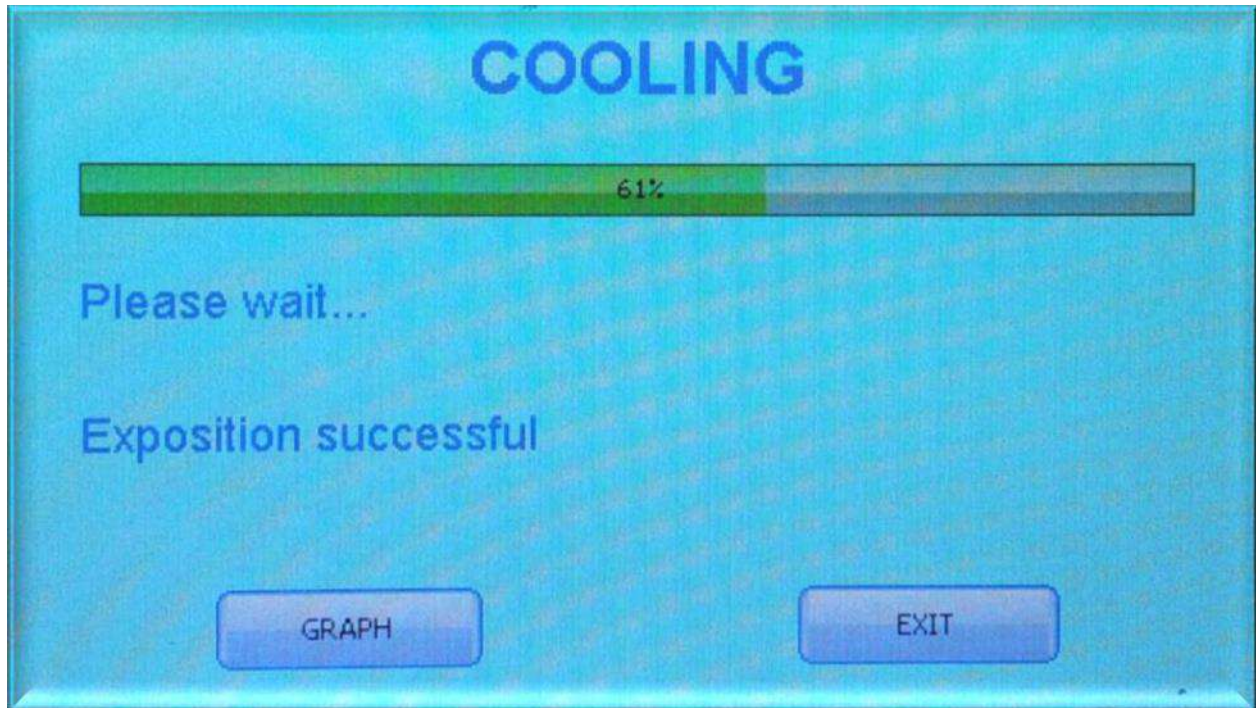 COOLING
61%
Please wait...
Exposition successful
GRAPH
EXIT